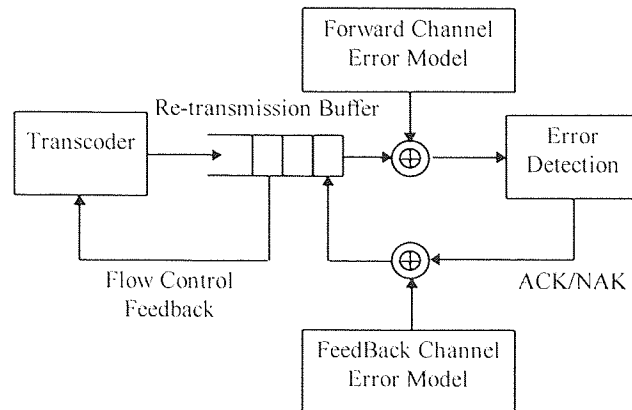 Forward Channel
Error Model
Re-transmission Buffer
Transcoder
Error
Detection
Flow Control
Feedback
ACK/NAK
FeedBack Channel
Error Model